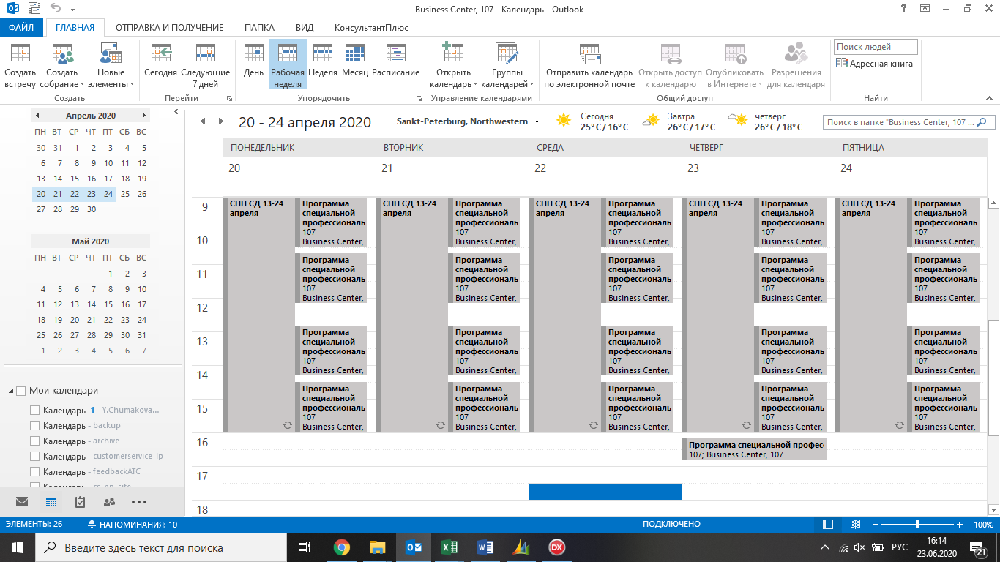 Business Center, 107 - Календарь - Outlook
?
ФАЙЛ
ГЛАВНАЯ
ОТПРАВКА И ПОЛУЧЕНИЕ
ПАПКА
ВИД
КонсультантПлюс
Создать встречу
Создать собрание
Новые элементы
Создать
Сегодня
Следующие 7 дней
Перейти
День
Рабочая неделя
Неделя
Месяц
Расписание
Упорядочить
Открыть календарь
Группы календарей
Управление календарями
Отправить календарь по электронной почте
Открыть доступ к календарю
Опубликовать в Интернете
Разрешения для календаря
Общий доступ
Поиск людей
Адресная книга
Найти
Апрель 2020
ПН ВТ СР ЧТ ПТ СБ ВС
30 31 1 2 3 4 5
6 7 8 9 10 11 12
13 14 15 16 17 18 19
20 21 22 23 24 25 26
27 28 29 30
Май 2020
ПН ВТ СР ЧТ ПТ СБ ВС
1 2 3
4 5 6 7 8 9 10
11 12 13 14 15 16 17
18 19 20 21 22 23 24
25 26 27 28 29 30 31
1 2 3 4 5 6 7
Мои календари
Календарь 1 - Y.Chumakova...
Календарь - backup
Календарь - archive
Календарь - customerservice_lp
Календарь - feedbackATC
20 - 24 апреля 2020
Sankt-Peterburg, Northwestern
Сегодня
25°C / 16°C
Завтра
26°C / 17°C
четверг
26°C / 18°C
Поиск в папке "Business Center, 107 ...
ПОНЕДЕЛЬНИК
ВТОРНИК
СРЕДА
ЧЕТВЕРГ
ПЯТНИЦА
20
21
22
23
24
9
10
11
12
13
14
15
16
17
18
СПП СД 13-24
апреля
Программа
специальной
профессиональ
107
Business Center,
Программа
специальной
профессиональ
107
Business Center,
Программа
специальной
профессиональ
107
Business Center,
Программа
специальной
профессиональ
107
Business Center,
СПП СД 13-24
апреля
Программа
специальной
профессиональ
107
Business Center,
Программа
специальной
профессиональ
107
Business Center,
Программа
специальной
профессиональ
107
Business Center,
Программа
специальной
профессиональ
107
Business Center,
СПП СД 13-24
апреля
Программа
специальной
профессиональ
107
Business Center,
Программа
специальной
профессиональ
107
Business Center,
Программа
специальной
профессиональ
107
Business Center,
Программа
специальной
профессиональ
107
Business Center,
СПП СД 13-24
апреля
Программа
специальной
профессиональ
107
Business Center,
Программа
специальной
профессиональ
107
Business Center,
Программа
специальной
профессиональ
107
Business Center,
Программа
специальной
профессиональ
107
Business Center,
Программа специальной професс
107; Business Center, 107
СПП СД 13-24
апреля
Программа
специальной
профессиональ
107
Business Center,
Программа
специальной
профессиональ
107
Business Center,
Программа
специальной
профессиональ
107
Business Center,
Программа
специальной
профессиональ
107
Business Center,
ЭЛЕМЕНТЫ: 26
НАПОМИНАНИЯ: 10
ПОДКЛЮЧЕНО
100%
Введите здесь текст для поиска
РУС
16:14
23.06.2020
21